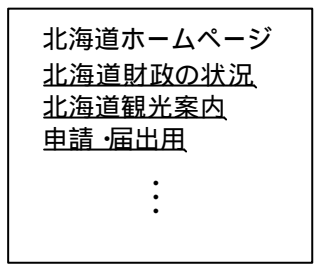 北海道ホームページ
北海道財政の状況
北海道観光案内
申請・届出用
⋮